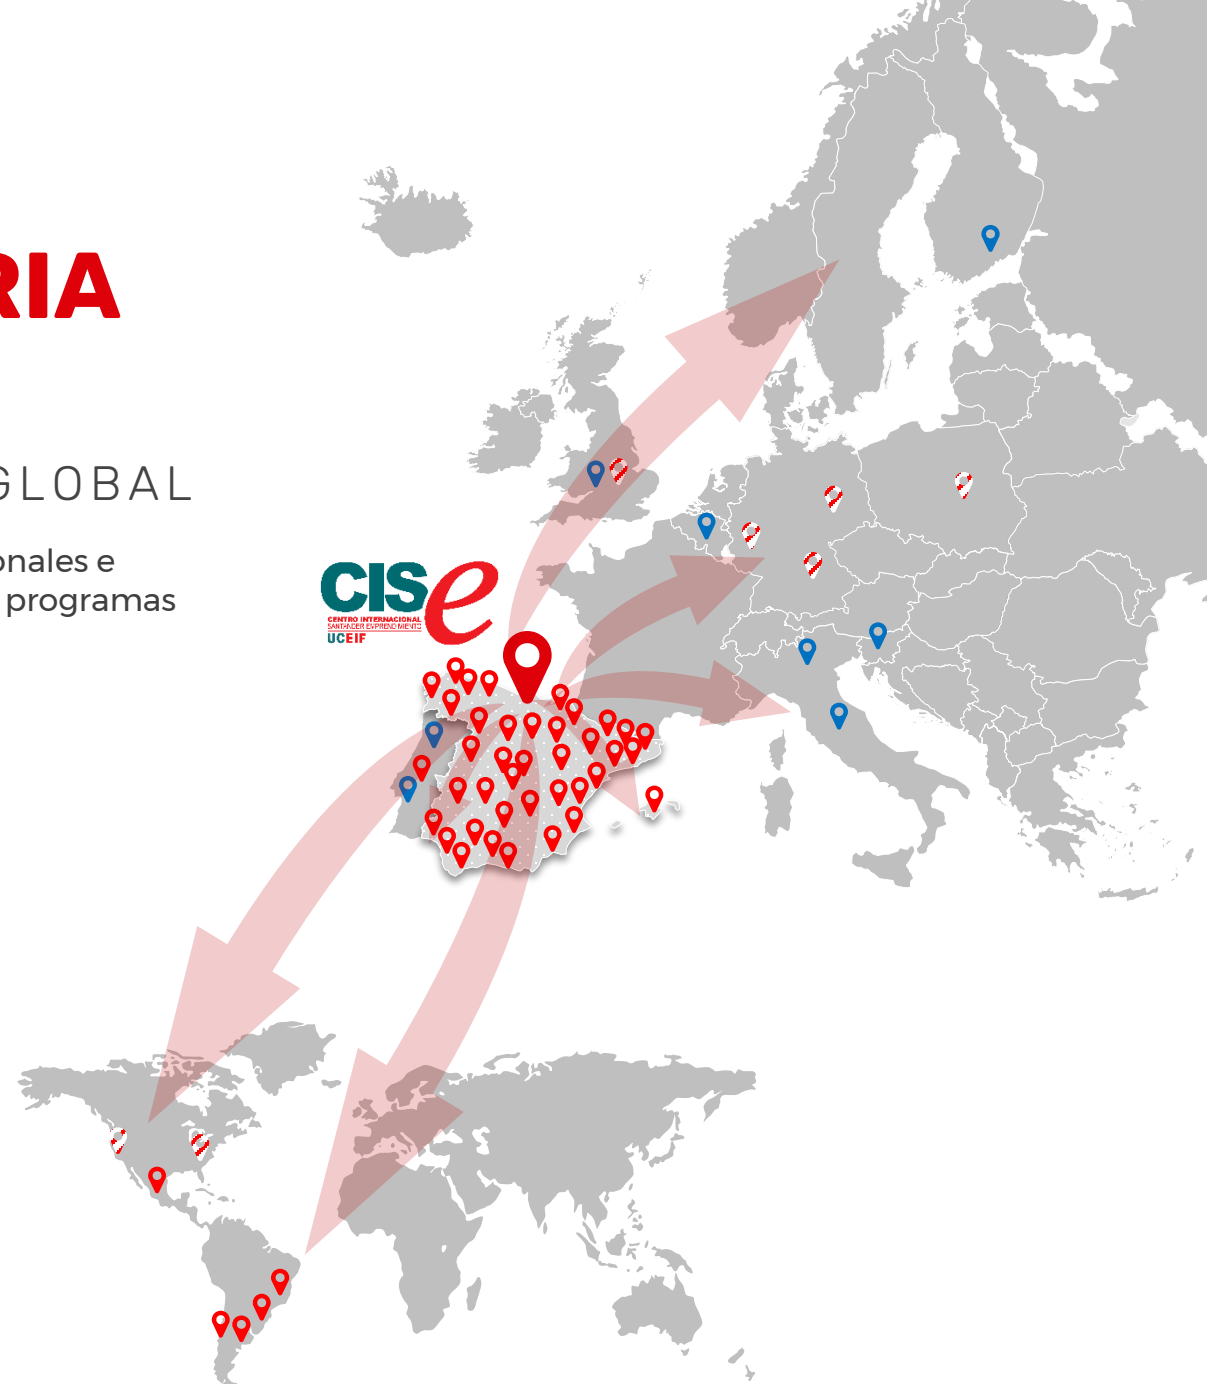 RIA
GLOBAL
onales e
programas
CISe
CENTRO INTERNACIONAL
SANTANDER EMPRENDIMIENTO
UCEIF